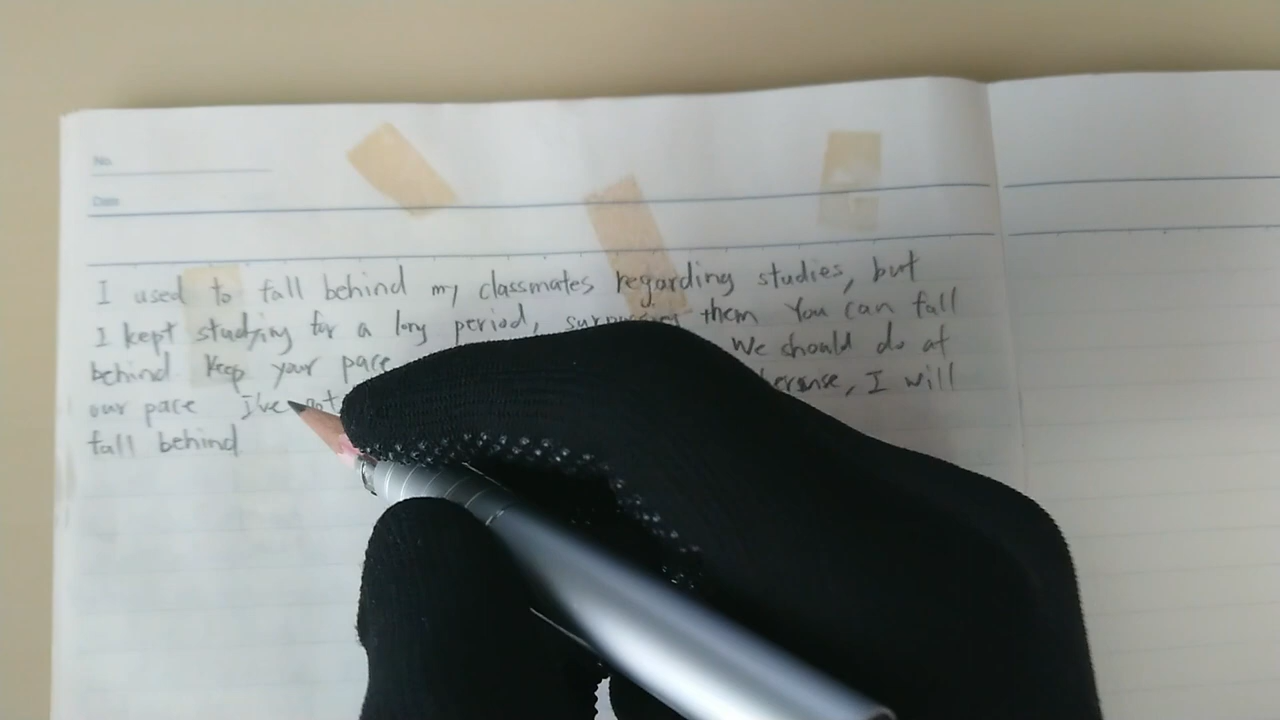 No.
Date
I used to fall behind my classmates regarding studies, but
I kept studying for a long period, surpassing them You can fall
behind Keep your pace We should do at
our pace I've got I will
fall behind